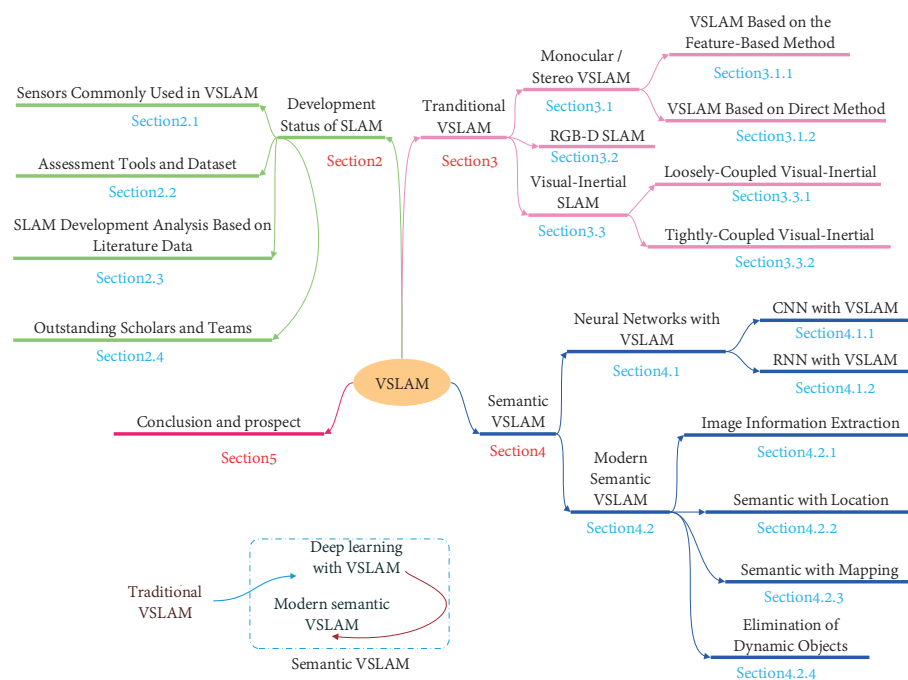 Sensors Commonly Used in VSLAM
Section2.1
Assessment Tools and Dataset
Section2.2
SLAM Development Analysis Based on
Literature Data
Section2.3
Outstanding Scholars and Teams
Section2.4
Development
Status of SLAM
Section2
Conclusion and prospect
Section5
VSLAM
Tranditional
VSLAM
Section3
Monocular /
Stereo VSLAM
Section3.1
VSLAM Based on the
Feature-Based Method
Section3.1.1
VSLAM Based on Direct Method
Section3.1.2
RGB-D SLAM
Section3.2
Visual-Inertial
SLAM
Section3.3
Loosely-Coupled Visual-Inertial
Section3.3.1
Tightly-Coupled Visual-Inertial
Section3.3.2
Semantic
VSLAM
Section4
Neural Networks with
VSLAM
Section4.1
CNN with VSLAM
Section4.1.1
RNN with VSLAM
Section4.1.2
Modern
Semantic
VSLAM
Section4.2
Image Information Extraction
Section4.2.1
Semantic with Location
Section4.2.2
Semantic with Mapping
Section4.2.3
Elimination of
Dynamic Objects
Section4.2.4
Traditional
VSLAM
Deep learning
with VSLAM
Modern semantic
VSLAM
Semantic VSLAM